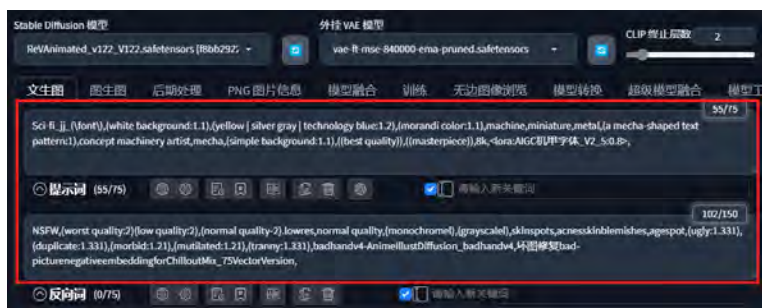 Stable Diffusion 模型 外挂 VAE 模型 CLIP 终止层数 2
ReVAnimated_v122_V122.safetensors [f8bb2922 vae-ft-mse-840000-ema-pruned.safetensors
文生图 图生图 后期处理 PNG 图片信息 模型融合 训练 无边图像浏览 模型转换 超级模型融合 模型工
55/75
Sci-fi_jj_(\font\),(white background:1.1),(yellow | silver gray | technology blue:1.2),(morandi color:1.1),machine,miniature,metal,(a mecha-shaped text
pattern:1),concept machinery artist,mecha,(simple background:1.1),((best quality)),((masterpiece)),8k,<lora:AIGC机甲字体_V2_5:0.8>,
提示词 (55/75) 请输入新关键词
102/150
NSFW,(worst quality:2)(low quality:2),(normal quality-2).lowres,normal quality,(monochromel),(grayscalel),skinspots,acnesskinblemishes,agespot,(ugly:1.331),
(duplicate:1.331),(morbid:1.21),(mutilated:1.21),(tranny:1.331),badhandv4-AnimeillustDiffusion_badhandv4,坏图修复bad-
picturenegativeembeddingforChilloutMix_75VectorVersion,
反向词 (0/75) 请输入新关键词